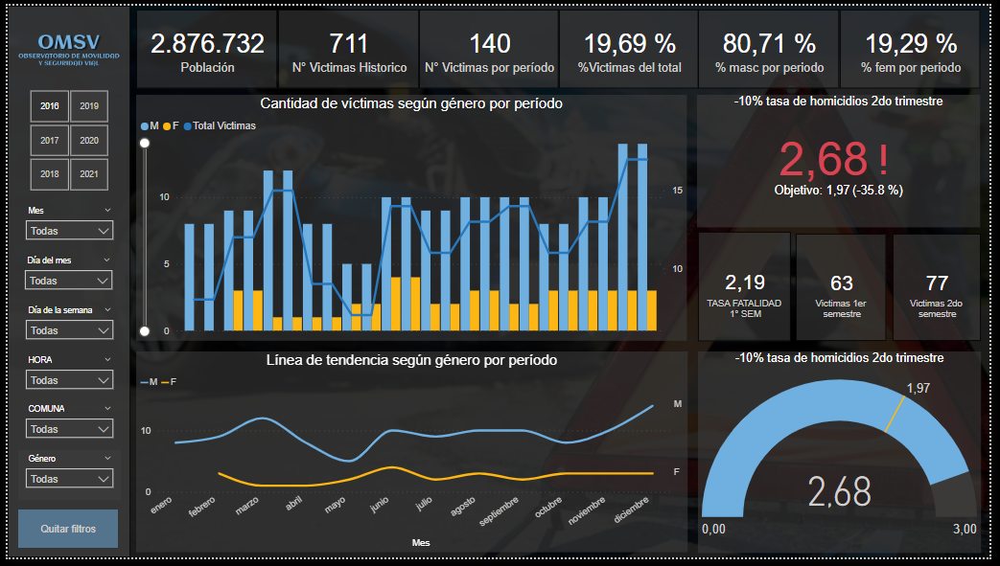 OMSV
OBSERVATORIO DE MOVILIDAD
Y SEGURIDAD VIAL
2016
2019
2017
2020
2018
2021
Mes
Todas
Día del mes
Todas
Día de la semana
Todas
HORA
Todas
COMUNA
Todas
Género
Todas
Quitar filtros
2.876.732
Población
711
N° Victimas Historico
140
N° Victimas por período
19,69 %
%Victimas del total
80,71 %
% masc por periodo
19,29 %
% fem por periodo
Cantidad de víctimas según género por período
M F Total Victimas
10
5
0
15
10
-10% tasa de homicidios 2do trimestre
2,68!
Objetivo: 1,97 (-35.8 %)
2,19
TASA FATALIDAD
1° SEM
63
Victimas 1er
semestre
77
Victimas 2do
semestre
Línea de tendencia según género por período
M F
10
0
M
F
enero
febrero
marzo
abril
mayo
junio
julio
agosto
septiembre
octubre
noviembre
diciembre
Mes
-10% tasa de homicidios 2do trimestre
1,97
2,68
0,00
3,00